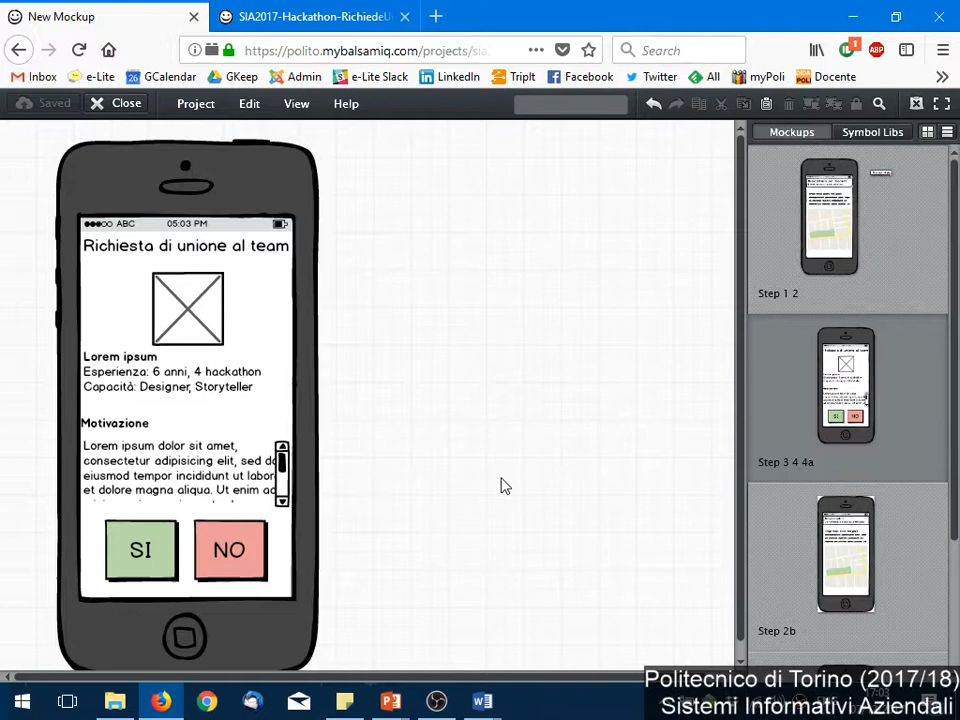 New Mockup
SIA2017-Hackathon-RichiedeU
https://polito.mybalsamiq.com/projects/sia
Search
1
Inbox
e-Lite
26 GCalendar
GKeep
Admin
e-Lite Slack
LinkedIn
TripIt
Facebook
Twitter
All
myPoli
Docente
Saved
Close
Project
Edit
View
Help
Mockups
Symbol Libs
ABC
05:03 PM
Richiesta di unione al team
Lorem ipsum
Esperienza: 6 anni, 4 hackathon
Capacità: Designer, Storyteller
Motivazione
Lorem ipsum dolor sit amet,
consectetur adipisicing elit, sed do
eiusmod tempor incididunt ut labore
et dolore magna aliqua. Ut enim ad
SI
NO
Step 1 2
SI
NO
Step 3 4 4a
Step 2b
Politecnico di Torino (2017/18)
Sistemi Informativi Aziendali